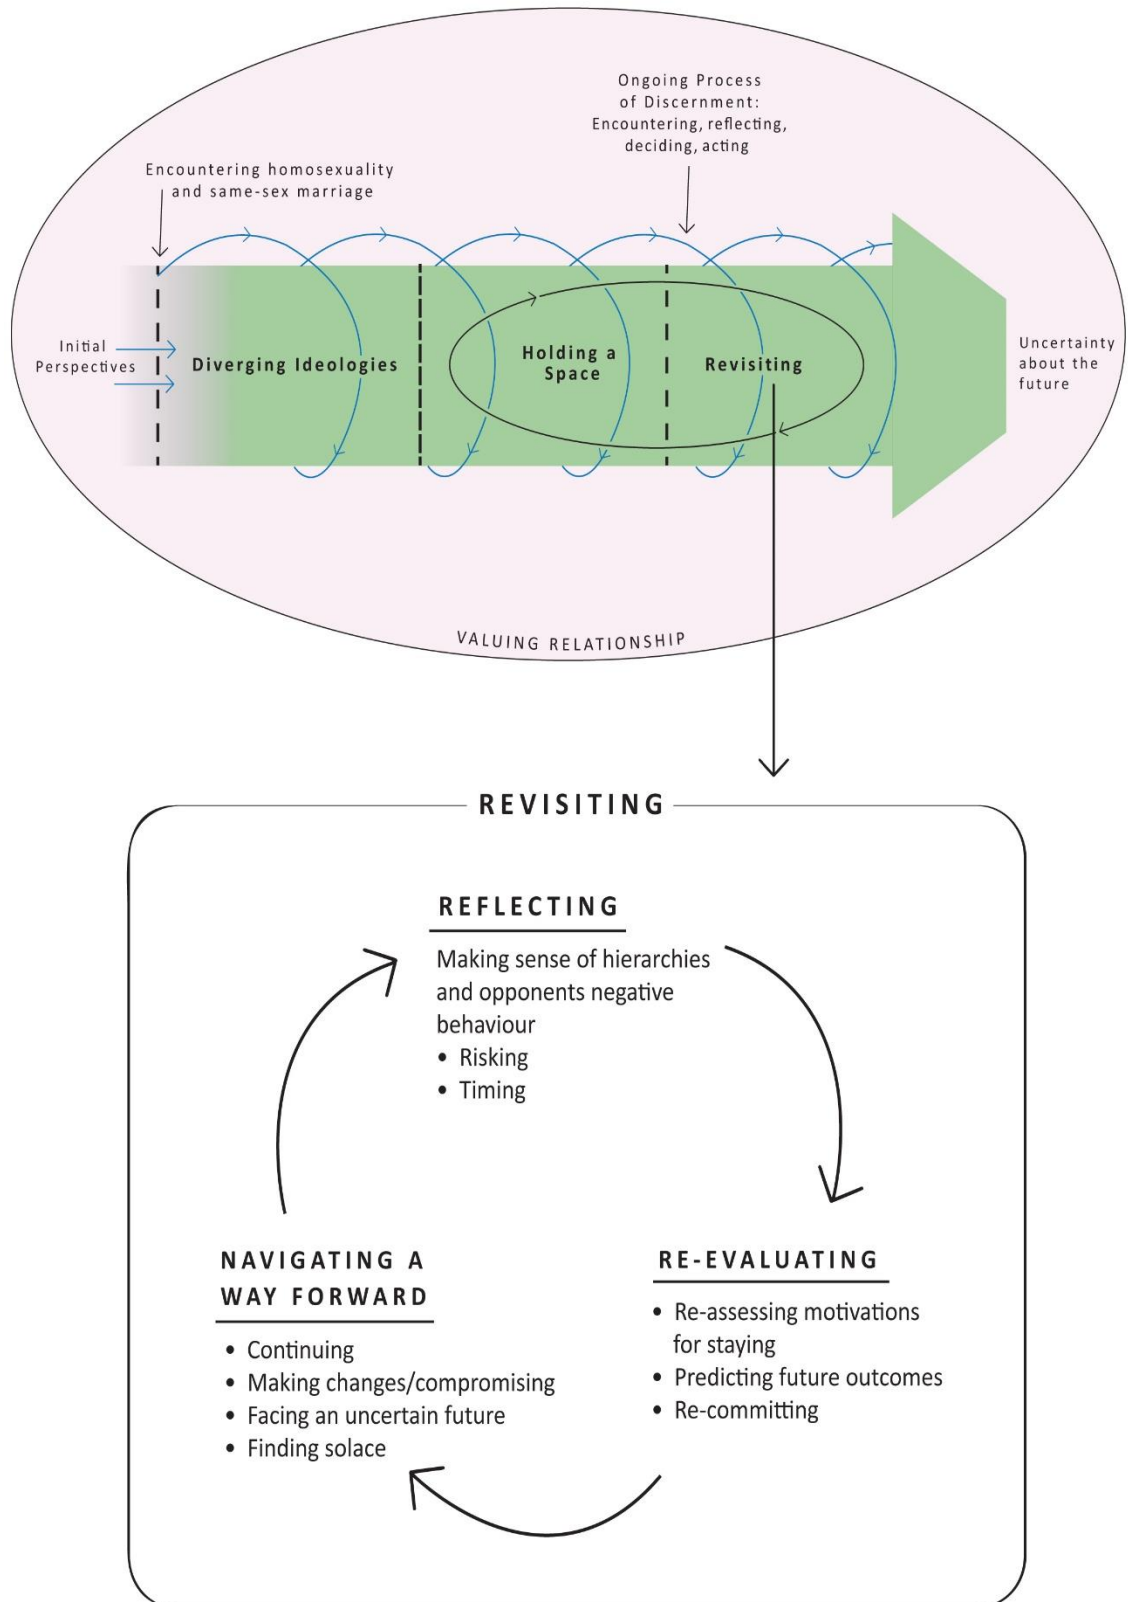 Ongoing Process
of Discernment:
Encountering, reflecting,
deciding, acting
Encountering homosexuality
and same-sex marriage
Initial
Perspectives
Diverging Ideologies
Holding a
Space
Revisiting
Uncertainty
about the
future
VALUING RELATIONSHIP
REVISITING
REFLECTING
Making sense of hierarchies
and opponents negative
behaviour
• Risking
• Timing
NAVIGATING A
WAY FORWARD
• Continuing
• Making changes/compromising
• Facing an uncertain future
• Finding solace
RE-EVALUATING
• Re-assessing motivations
for staying
• Predicting future outcomes
• Re-committing